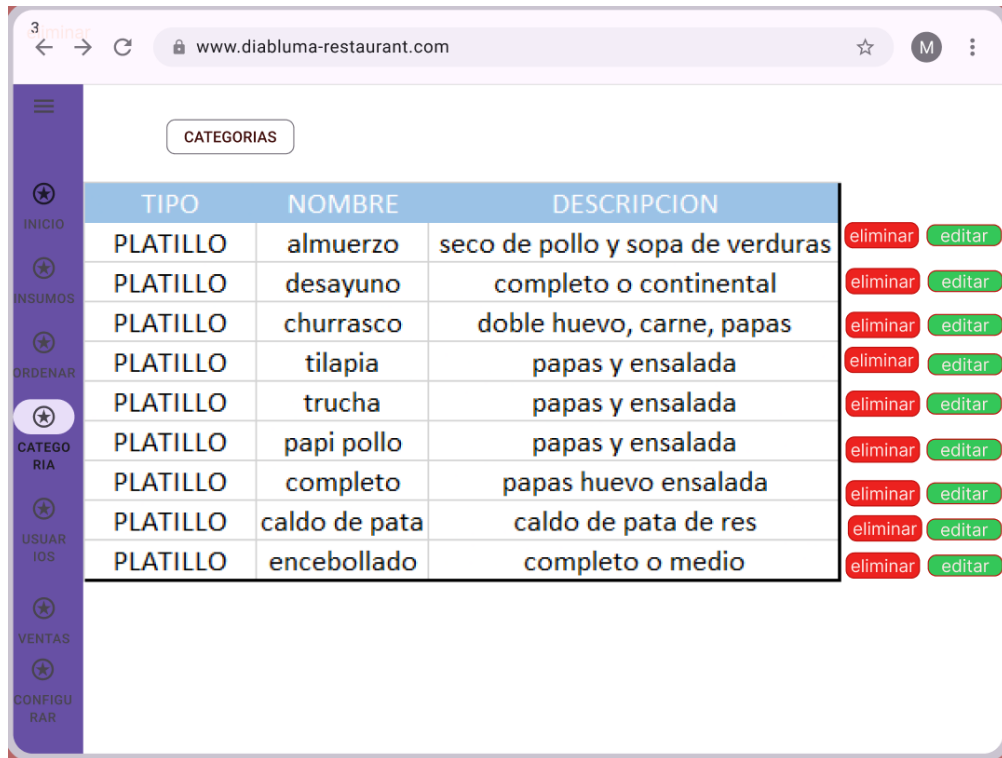 3
eliminar
www.diabluma-restaurant.com
M
CATEGORIAS
INICIO
INSUMOS
ORDENAR
CATEGO
RIA
USUAR
IOS
VENTAS
CONFIGU
RAR
TIPO NOMBRE DESCRIPCION
PLATILLO almuerzo seco de pollo y sopa de verduras eliminar editar
PLATILLO desayuno completo o continental eliminar editar
PLATILLO churrasco doble huevo, carne, papas eliminar editar
PLATILLO tilapia papas y ensalada eliminar editar
PLATILLO trucha papas y ensalada eliminar editar
PLATILLO papi pollo papas y ensalada eliminar editar
PLATILLO completo papas huevo ensalada eliminar editar
PLATILLO caldo de pata caldo de pata de res eliminar editar
PLATILLO encebollado completo o medio eliminar editar